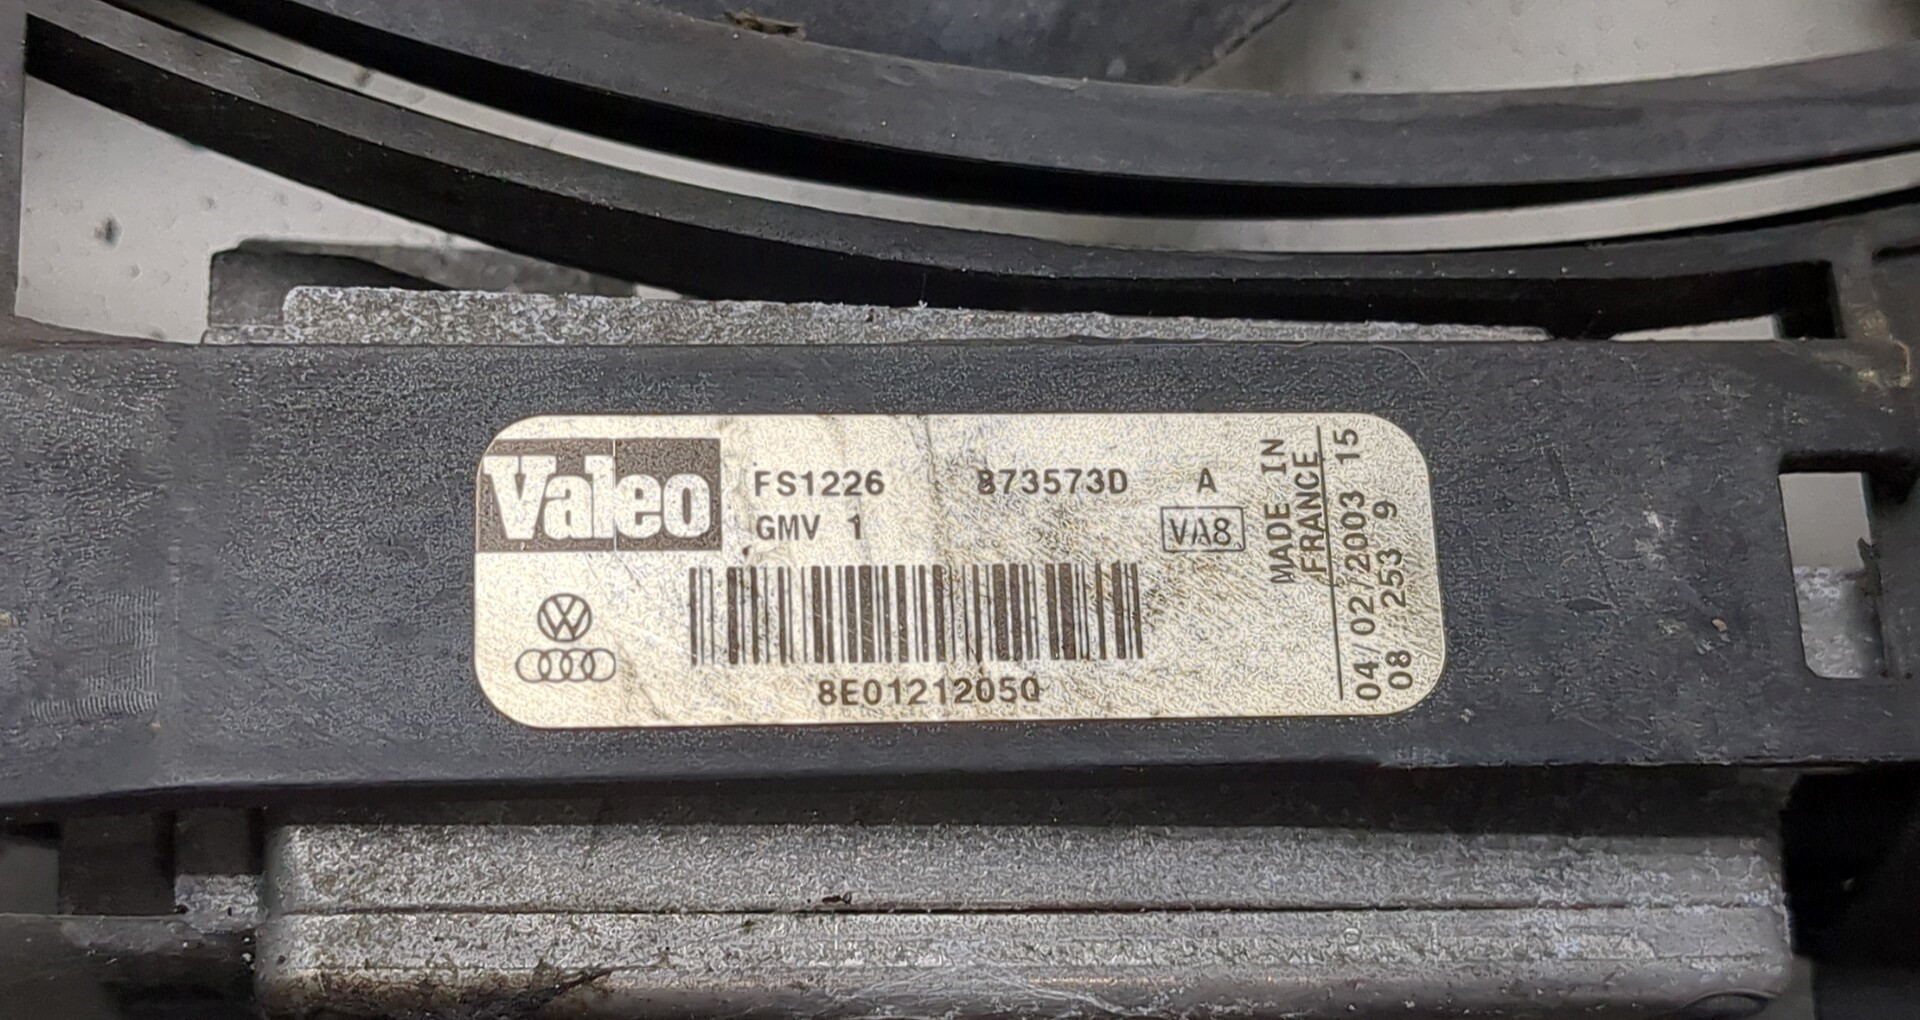 Valeo
FS1226 873573D A
GMV 1
VA8
8E0121205Q
MADE IN
FRANCE
04/02/2003 15
08 253 9